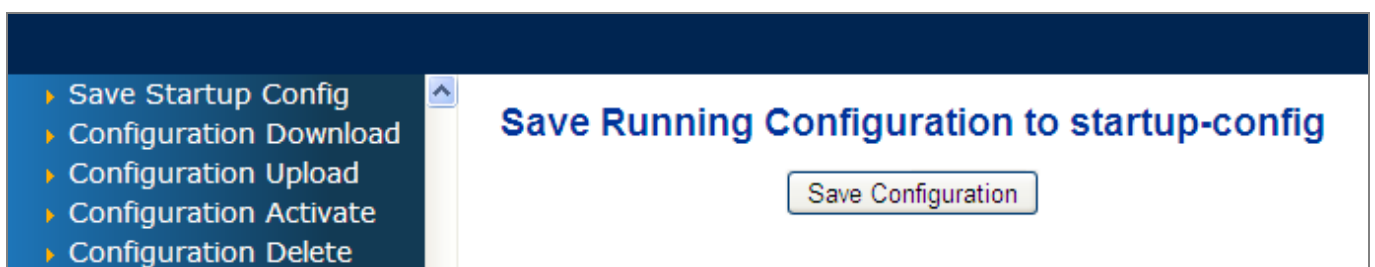 Save Startup Config
Configuration Download
Configuration Upload
Configuration Activate
Configuration Delete
Save Running Configuration to startup-config
Save Configuration